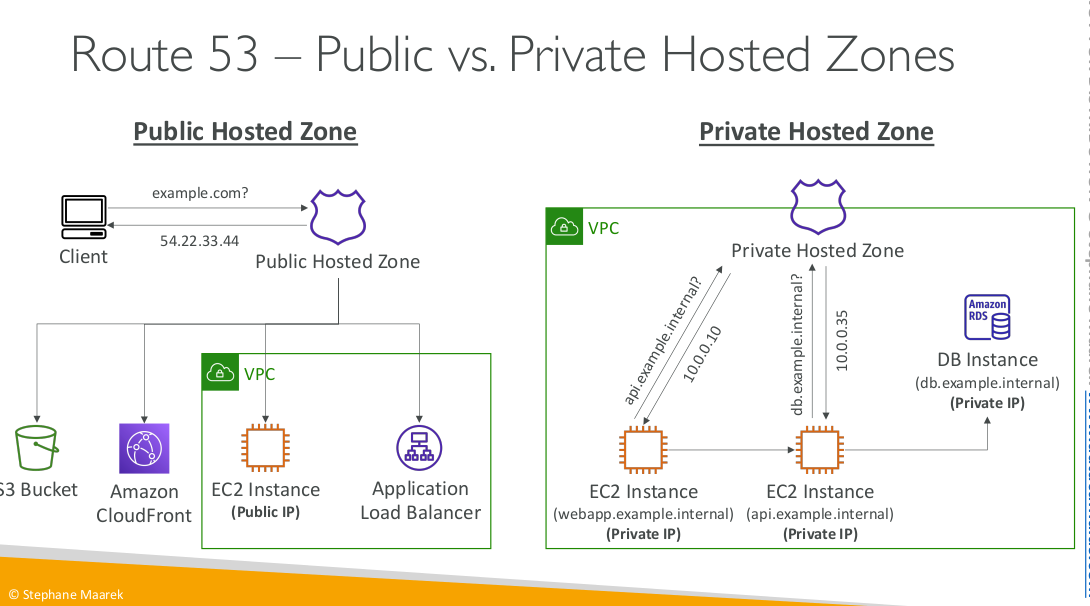 Route 53 – Public vs. Private Hosted Zones
Public Hosted Zone
example.com?
54.22.33.44
Client
Public Hosted Zone
VPC
S3 Bucket
Amazon
CloudFront
EC2 Instance
(Public IP)
Application
Load Balancer
Private Hosted Zone
VPC
Private Hosted Zone
api.example.internal?
10.0.0.10
db.example.internal?
10.0.0.35
Amazon
RDS
DB Instance
(db.example.internal)
(Private IP)
EC2 Instance
(webapp.example.internal)
(Private IP)
EC2 Instance
(api.example.internal)
(Private IP)
© Stephane Maarek